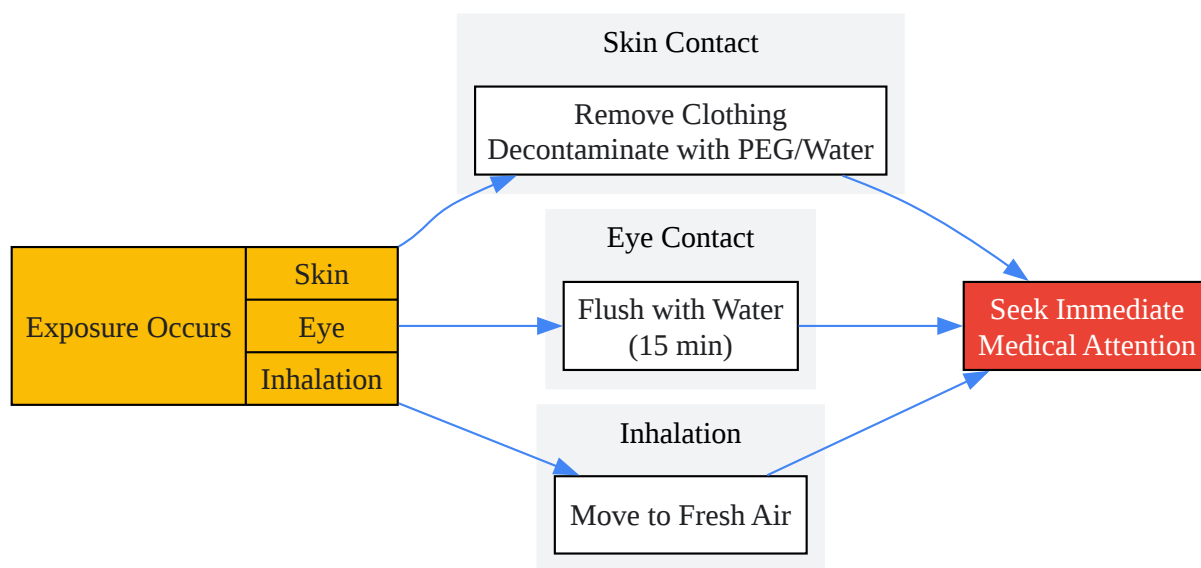 Skin Contact
Remove Clothing
Decontaminate with PEG/Water
Exposure Occurs
Skin
Eye
Inhalation
Eye Contact
Flush with Water
(15 min)
Inhalation
Move to Fresh Air
Seek Immediate
Medical Attention